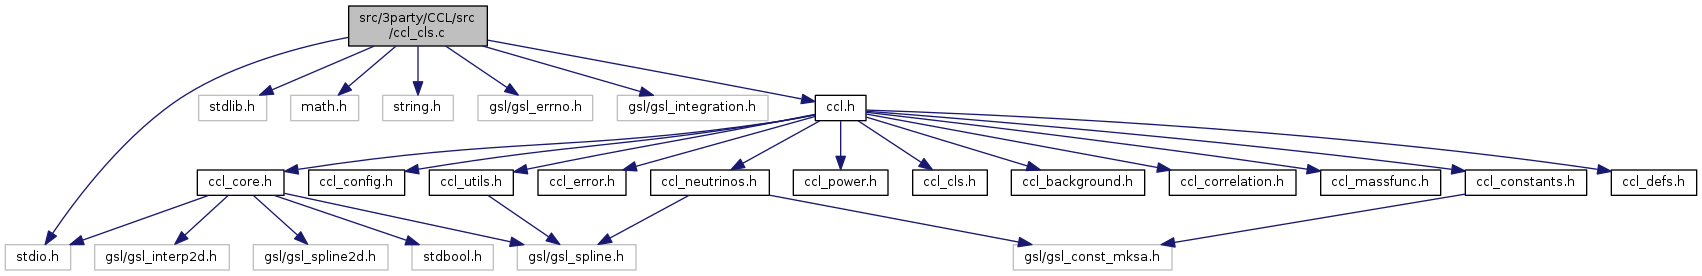 src/3party/CCL/src
/ccl_cls.c
stdlib.h
math.h
string.h
gsl/gsl_errno.h
gsl/gsl_integration.h
ccl.h
ccl_core.h
ccl_config.h
ccl_utils.h
ccl_error.h
ccl_neutrinos.h
ccl_power.h
ccl_cls.h
ccl_background.h
ccl_correlation.h
ccl_massfunc.h
ccl_constants.h
ccl_defs.h
stdio.h
gsl/gsl_interp2d.h
gsl/gsl_spline2d.h
stdbool.h
gsl/gsl_spline.h
gsl/gsl_const_mksa.h